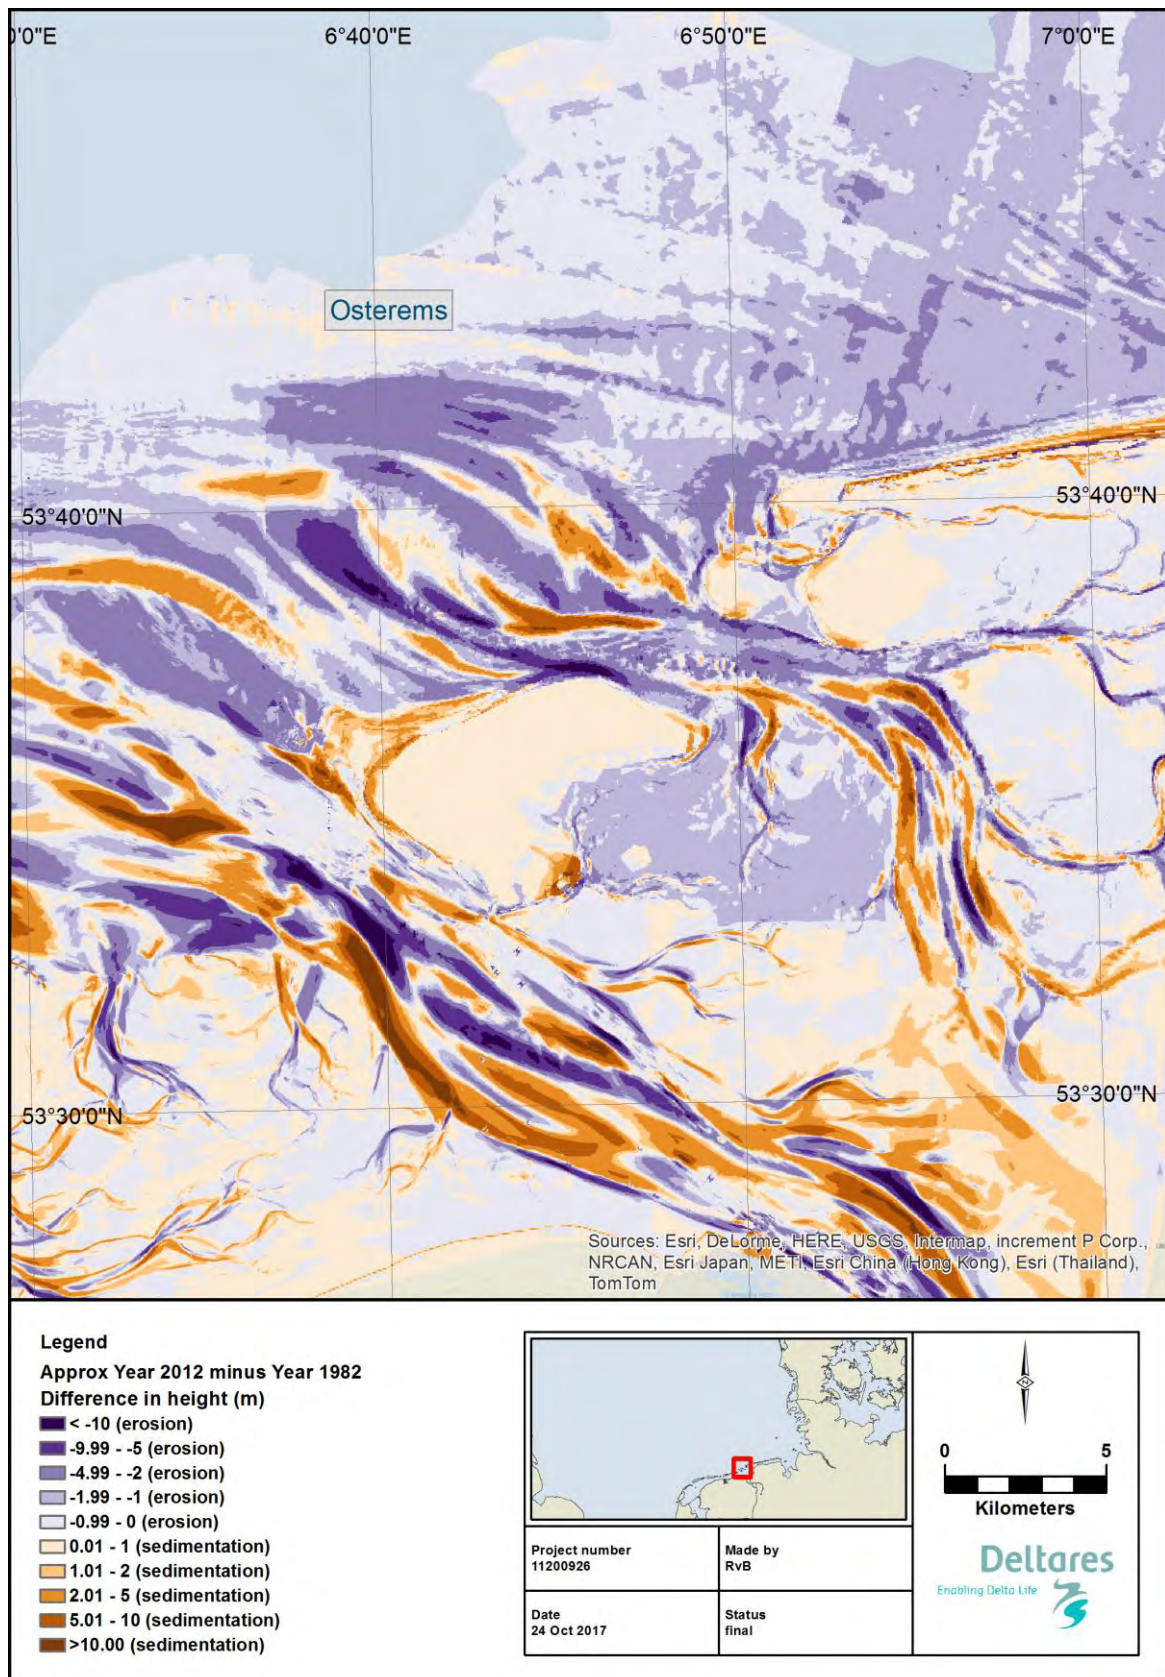 0'0"E
6°40'0"E
6°50'0"E
7°0'0"E
Osterems
53°40'0"N
53°40'0"N
53°30'0"N
53°30'0"N
Sources: Esri, DeLorme, HERE, USGS, Intermap, increment P Corp.,
NRCAN, Esri Japan, METI, Esri China (Hong Kong), Esri (Thailand),
TomTom
Legend
Approx Year 2012 minus Year 1982
Difference in height (m)
< -10 (erosion)
-9.99 - -5 (erosion)
-4.99 - -2 (erosion)
-1.99 - -1 (erosion)
-0.99 - 0 (erosion)
0.01 - 1 (sedimentation)
1.01 - 2 (sedimentation)
2.01 - 5 (sedimentation)
5.01 - 10 (sedimentation)
>10.00 (sedimentation)
Project number
11200926
Made by
RvB
Date
24 Oct 2017
Status
final
N
0 5
Kilometers
Deltares
Enabling Delta Life